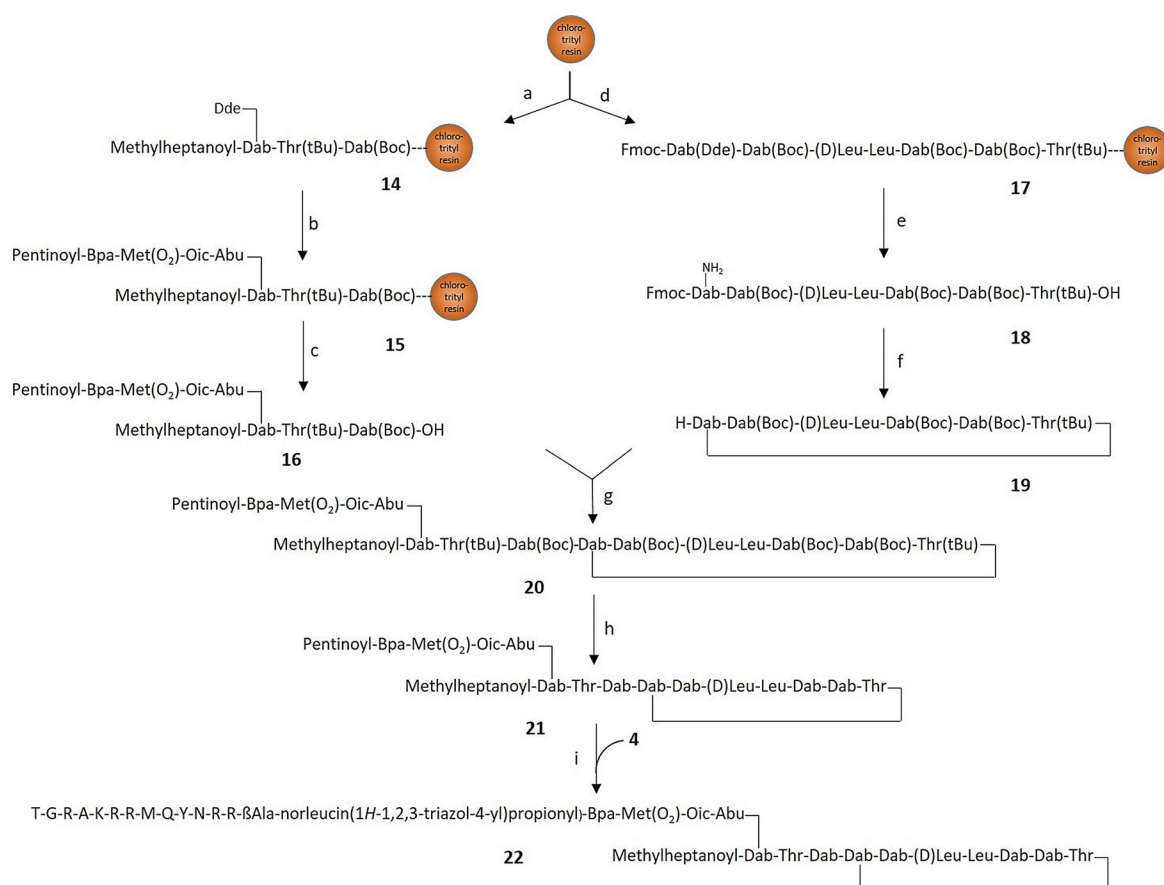 chloro-
trityl
resin
a
d
Dde
Methylheptanoyl-Dab-Thr(tBu)-Dab(Boc)---
chloro-
trityl
resin
14
Fmoc-Dab(Dde)-Dab(Boc)-(D)Leu-Leu-Dab(Boc)-Dab(Boc)-Thr(tBu)---
chloro-
trityl
resin
17
b
e
Pentinoyl-Bpa-Met(O₂)-Oic-Abu
Methylheptanoyl-Dab-Thr(tBu)-Dab(Boc)---
chloro-
trityl
resin
15
NH₂
Fmoc-Dab-Dab(Boc)-(D)Leu-Leu-Dab(Boc)-Dab(Boc)-Thr(tBu)-OH
18
c
f
Pentinoyl-Bpa-Met(O₂)-Oic-Abu
Methylheptanoyl-Dab-Thr(tBu)-Dab(Boc)-OH
16
H-Dab-Dab(Boc)-(D)Leu-Leu-Dab(Boc)-Dab(Boc)-Thr(tBu)
19
g
Pentinoyl-Bpa-Met(O₂)-Oic-Abu
Methylheptanoyl-Dab-Thr(tBu)-Dab(Boc)-Dab-Dab(Boc)-(D)Leu-Leu-Dab(Boc)-Dab(Boc)-Thr(tBu)
20
h
Pentinoyl-Bpa-Met(O₂)-Oic-Abu
Methylheptanoyl-Dab-Thr-Dab-Dab-Dab-(D)Leu-Leu-Dab-Dab-Thr
21
4
i
T-G-R-A-K-R-R-M-Q-Y-N-R-R-ßAla-norleucin(1H-1,2,3-triazol-4-yl)propionyl)-Bpa-Met(O₂)-Oic-Abu
Methylheptanoyl-Dab-Thr-Dab-Dab-Dab-(D)Leu-Leu-Dab-Dab-Thr
22